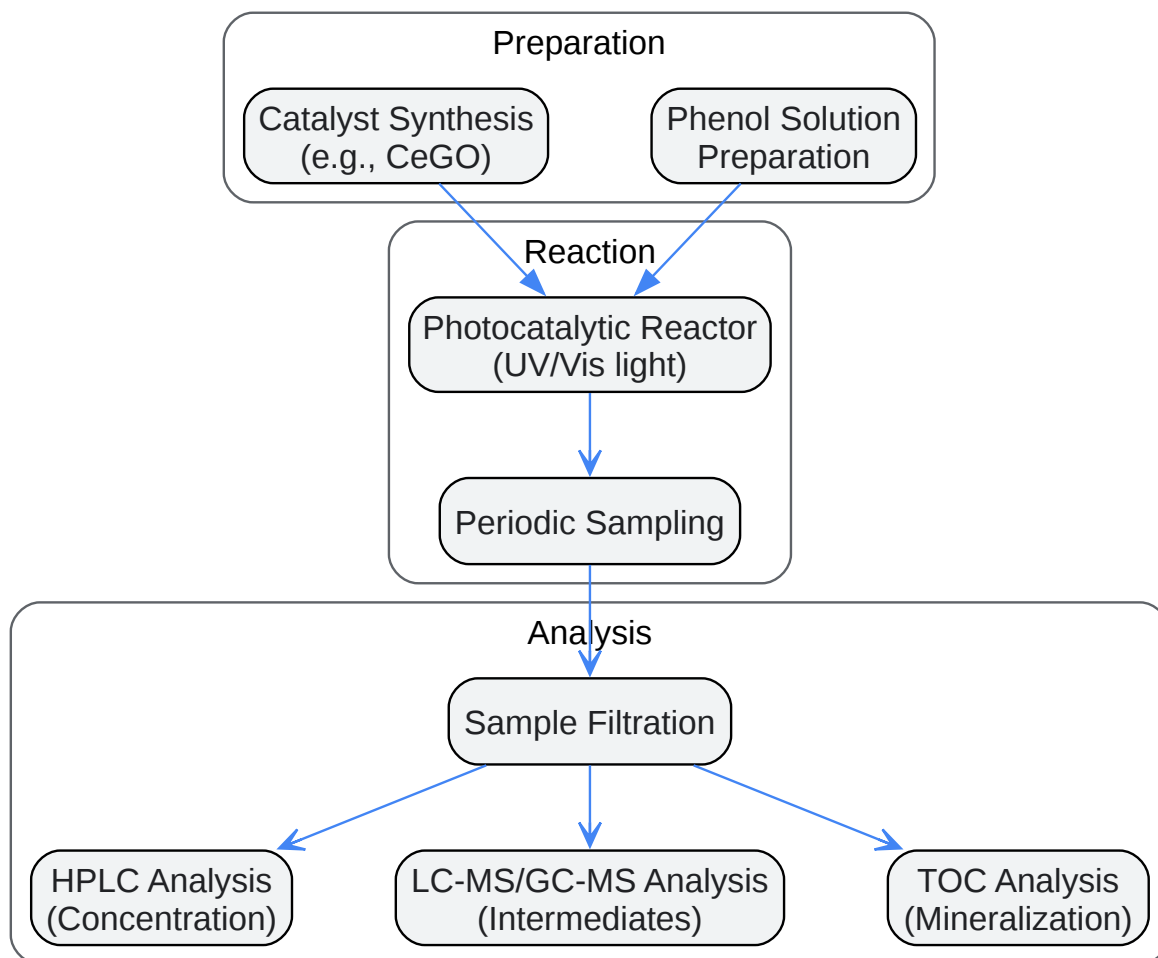 Preparation
Catalyst Synthesis
(e.g., CeGO)
Phenol Solution
Preparation
Reaction
Photocatalytic Reactor
(UV/Vis light)
Periodic Sampling
Analysis
Sample Filtration
HPLC Analysis
(Concentration)
LC-MS/GC-MS Analysis
(Intermediates)
TOC Analysis
(Mineralization)